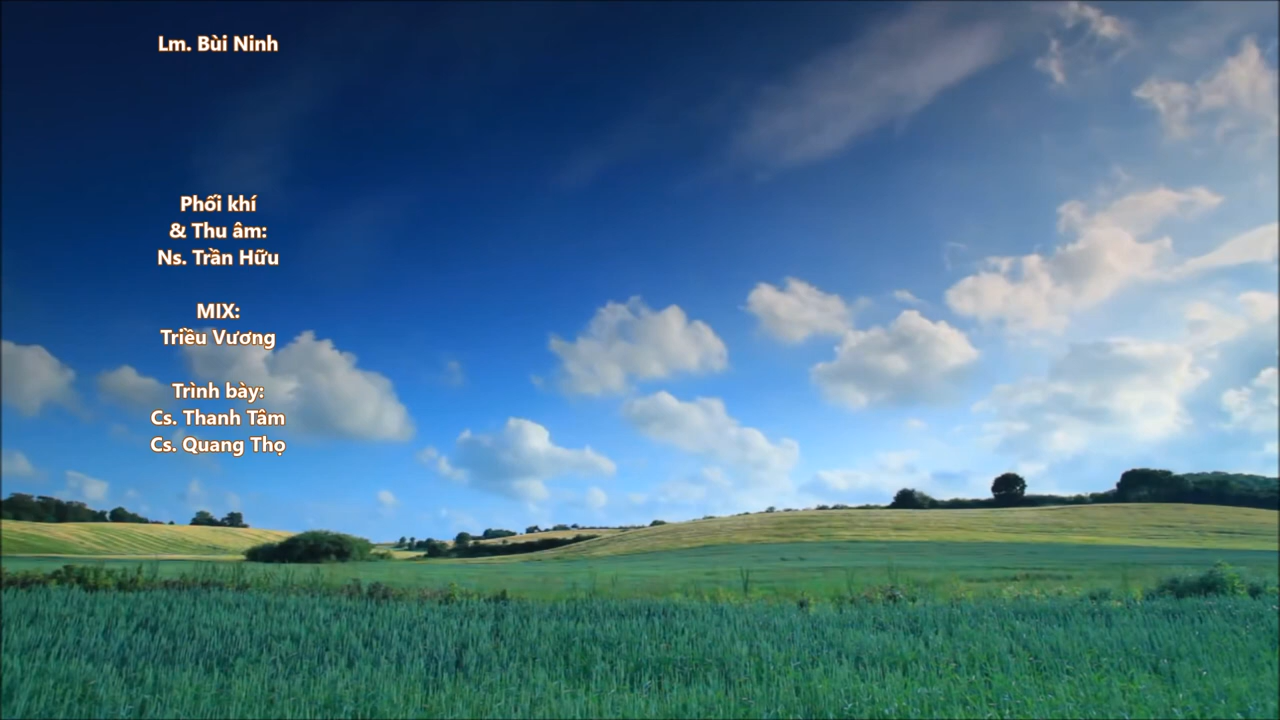 Lm. Bùi Ninh
Phối khí
& Thu âm:
Ns. Trần Hữu
MIX:
Triều Vương
Trình bày:
Cs. Thanh Tâm
Cs. Quang Thọ